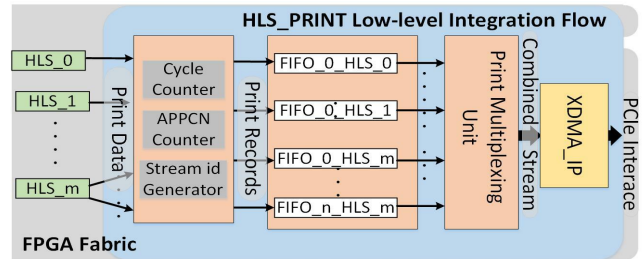 HLS_PRINT Low-level Integration Flow
HLS_0
HLS_1
HLS_m
Print Data
Cycle
Counter
APPCN
Counter
Stream id
Generator
Print Records
FIFO_0_HLS_0
FIFO_0_HLS_1
FIFO_0_HLS_m
FIFO_n_HLS_m
Print Multiplexing
Unit
Combined
Stream
XDMA_IP
PCIe Interace
FPGA Fabric